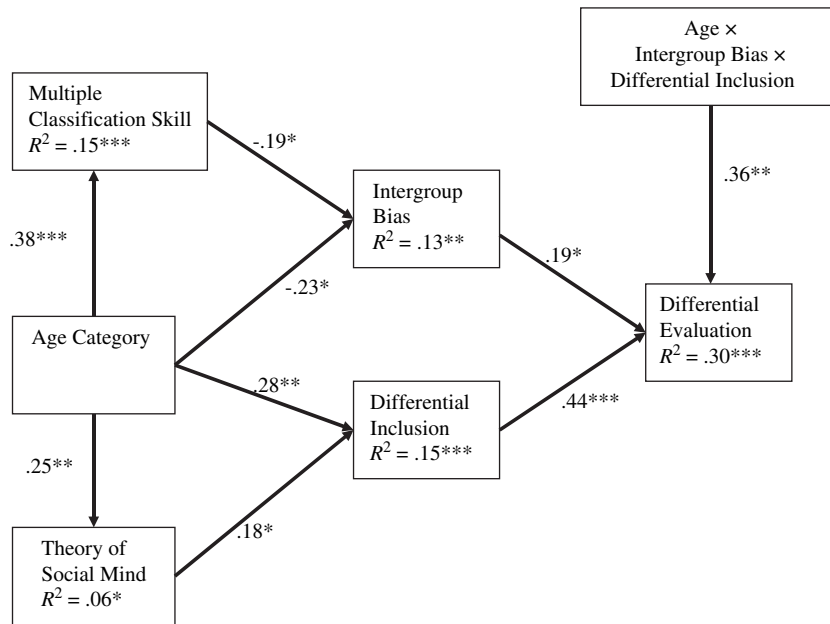 Age ×
Intergroup Bias ×
Differential Inclusion
Multiple
Classification Skill
R² = .15***
-.19*
.36**
Intergroup
Bias
R² = .13**
.38***
.19*
-.23*
Differential
Evaluation
R² = .30***
Age Category
.28**
Differential
Inclusion
R² = .15***
.44***
.25**
.18*
Theory of
Social Mind
R² = .06*